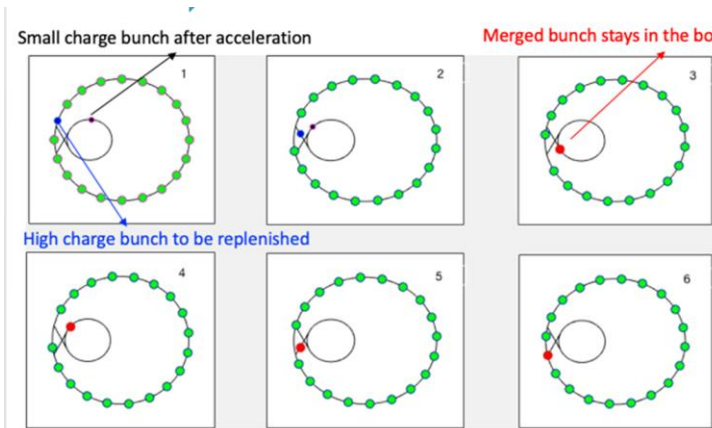 Small charge bunch after acceleration
Merged bunch stays in the
1
2
3
High charge bunch to be replenished
4
5
6